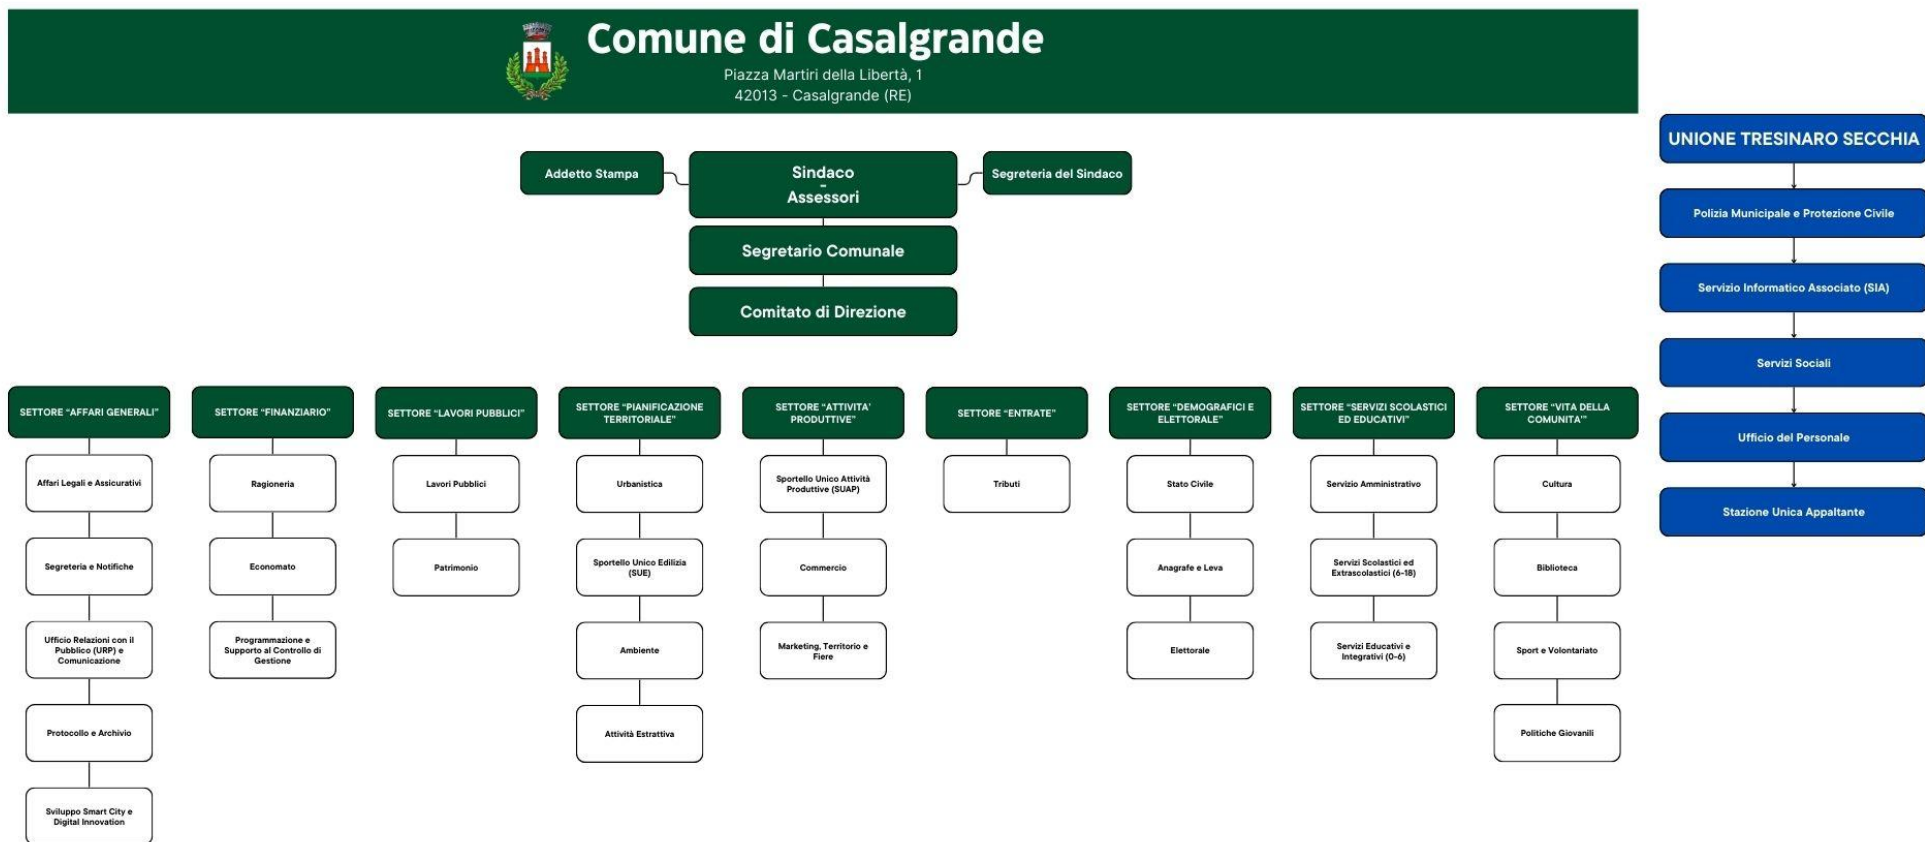 Comune di Casalgrande
Piazza Martiri della Libertà, 1
42013 - Casalgrande (RE)
Addetto Stampa
Sindaco
-
Assessori
Segreteria del Sindaco
Segretario Comunale
Comitato di Direzione
SETTORE “AFFARI GENERALI”
Affari Legali e Assicurativi
Segreteria e Notifiche
Ufficio Relazioni con il
Pubblico (URP) e
Comunicazione
Protocollo e Archivio
Sviluppo Smart City e
Digital Innovation
SETTORE “FINANZIARIO”
Ragioneria
Economato
Programmazione e
Supporto al Controllo di
Gestione
SETTORE “LAVORI PUBBLICI”
Lavori Pubblici
Patrimonio
SETTORE “PIANIFICAZIONE
TERRITORIALE”
Urbanistica
Sportello Unico Edilizia
(SUE)
Ambiente
Attività Estrattiva
SETTORE “ATTIVITA'
PRODUTTIVE”
Sportello Unico Attività
Produttive (SUAP)
Commercio
Marketing, Territorio e
Fiere
SETTORE “ENTRATE”
Tributi
SETTORE “DEMOGRAFICI E
ELETTORALE”
Stato Civile
Anagrafe e Leva
Elettorale
SETTORE “SERVIZI SCOLASTICI
ED EDUCATIVI”
Servizio Amministrativo
Servizi Scolastici ed
Extrascolastici (6-18)
Servizi Educativi e
Integrativi (0-6)
SETTORE “VITA DELLA
COMUNITA'”
Cultura
Biblioteca
Sport e Volontariato
Politiche Giovanili
UNIONE TRESINARO SECCHIA
Polizia Municipale e Protezione Civile
Servizio Informatico Associato (SIA)
Servizi Sociali
Ufficio del Personale
Stazione Unica Appaltante